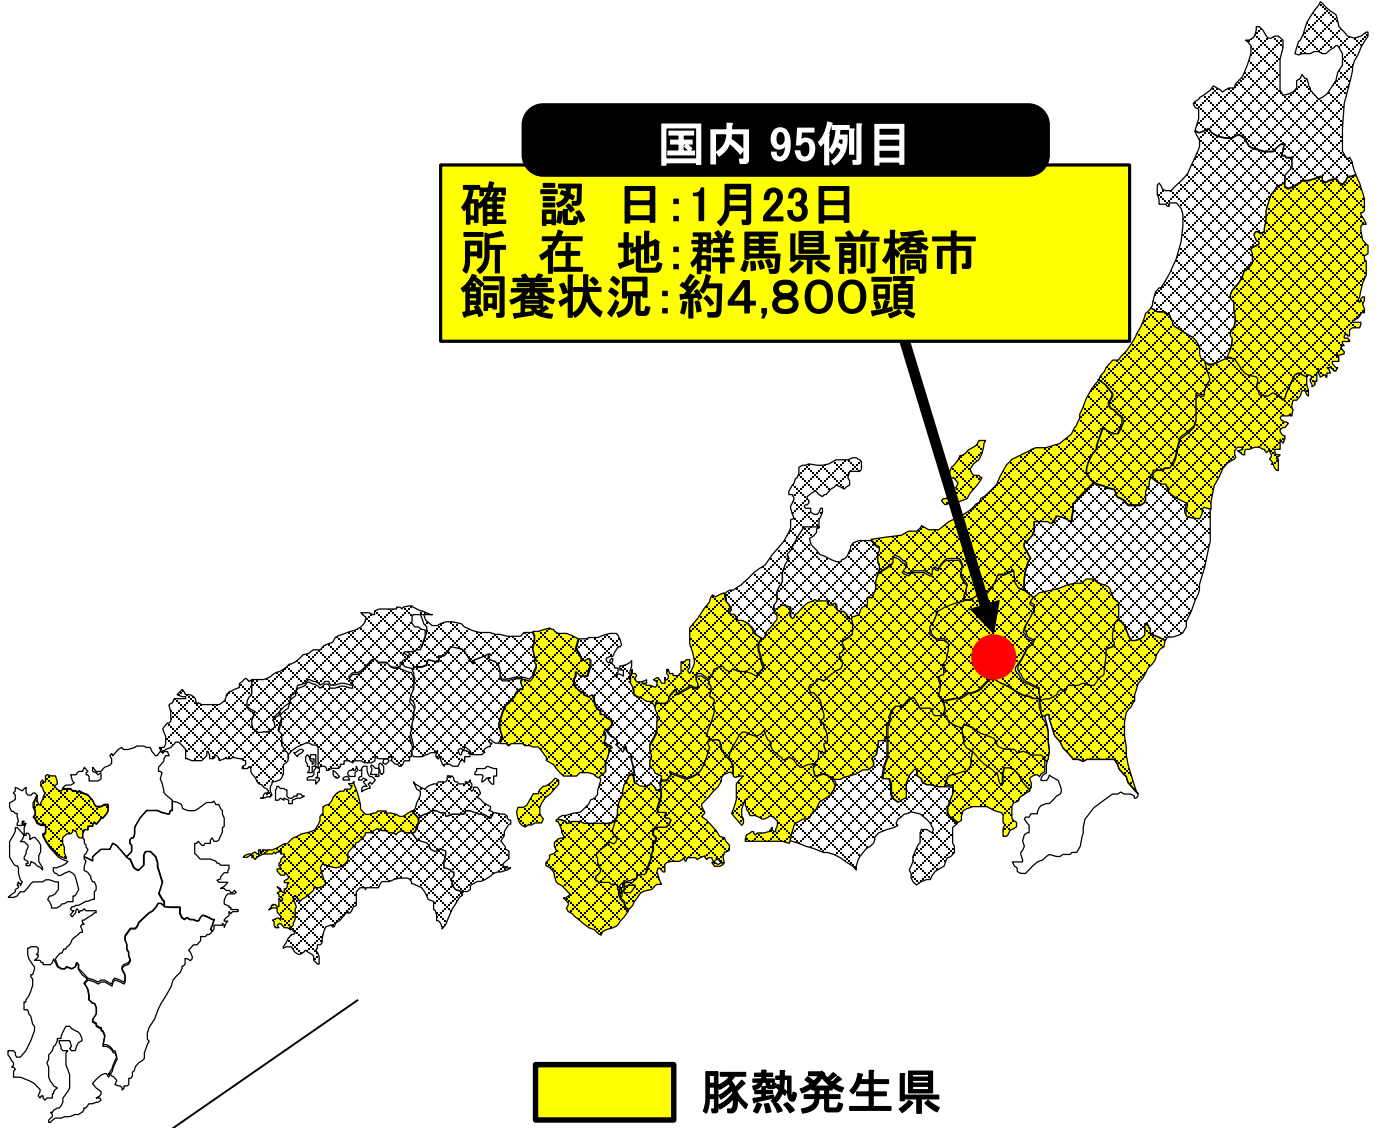 国内 95例目
確 認 日：1月23日
所 在 地：群馬県前橋市
飼養状況：約4,800頭
豚熱発生県